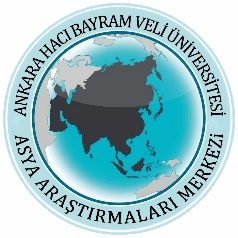 ANKARA HACI BAYRAM VELİ ÜNİVERSİTESİ
ASYA ARAŞTIRMALARI MERKEZİ